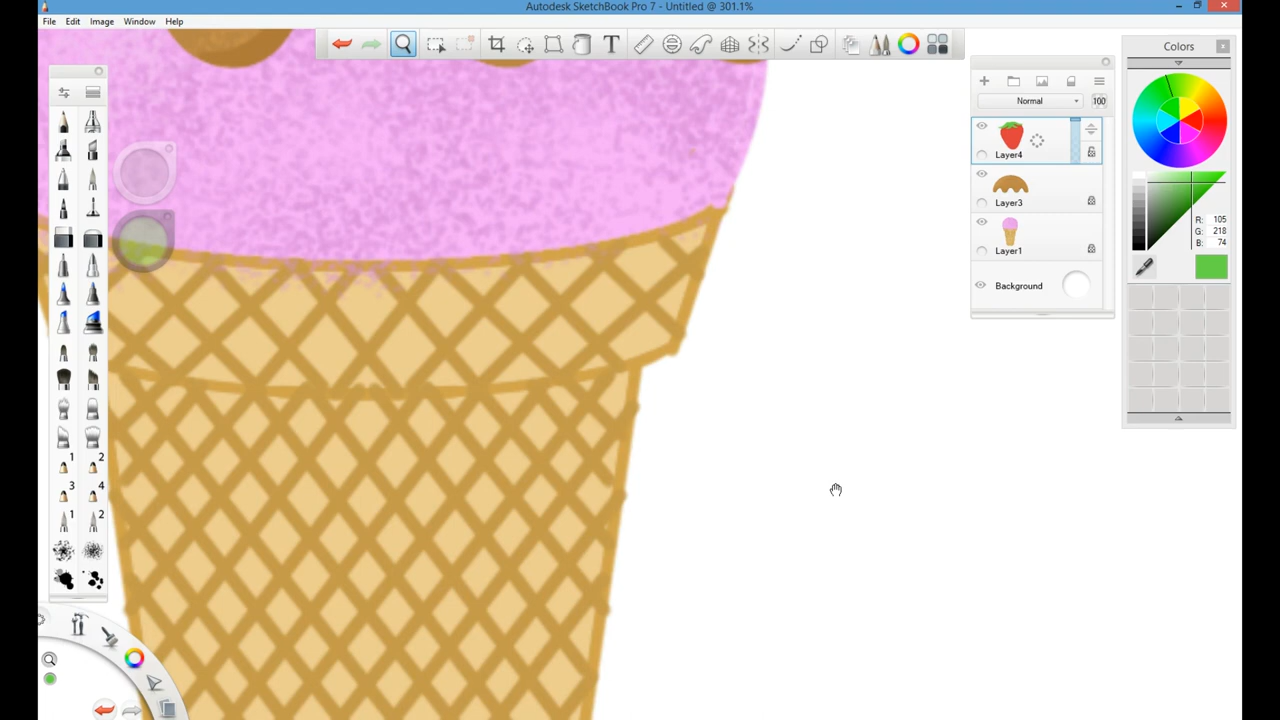 Autodesk SketchBook Pro 7 - Untitled @ 301.1%
File Edit Image Window Help
Colors
Normal 100
Layer4
Layer3
Layer1
Background
R: 105
G: 218
B: 74
1 2
3 4
1 2